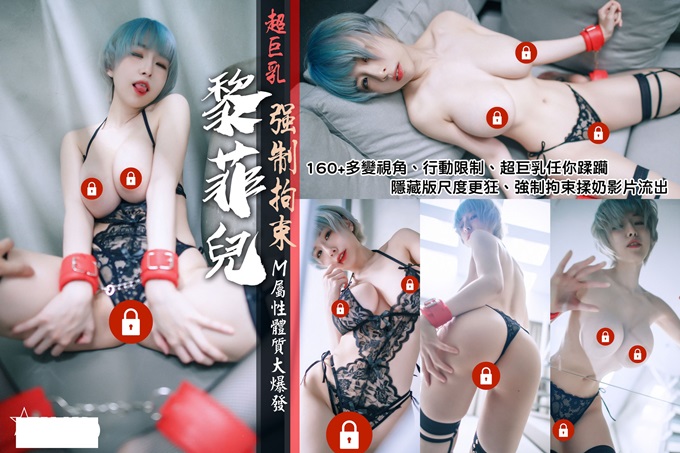 超巨乳
黎菲兒
強制拘束
M屬性體質大爆發
160+多變視角、行動限制、超巨乳任你蹂躪
隱藏版尺度更狂、強制拘束揉奶影片流出